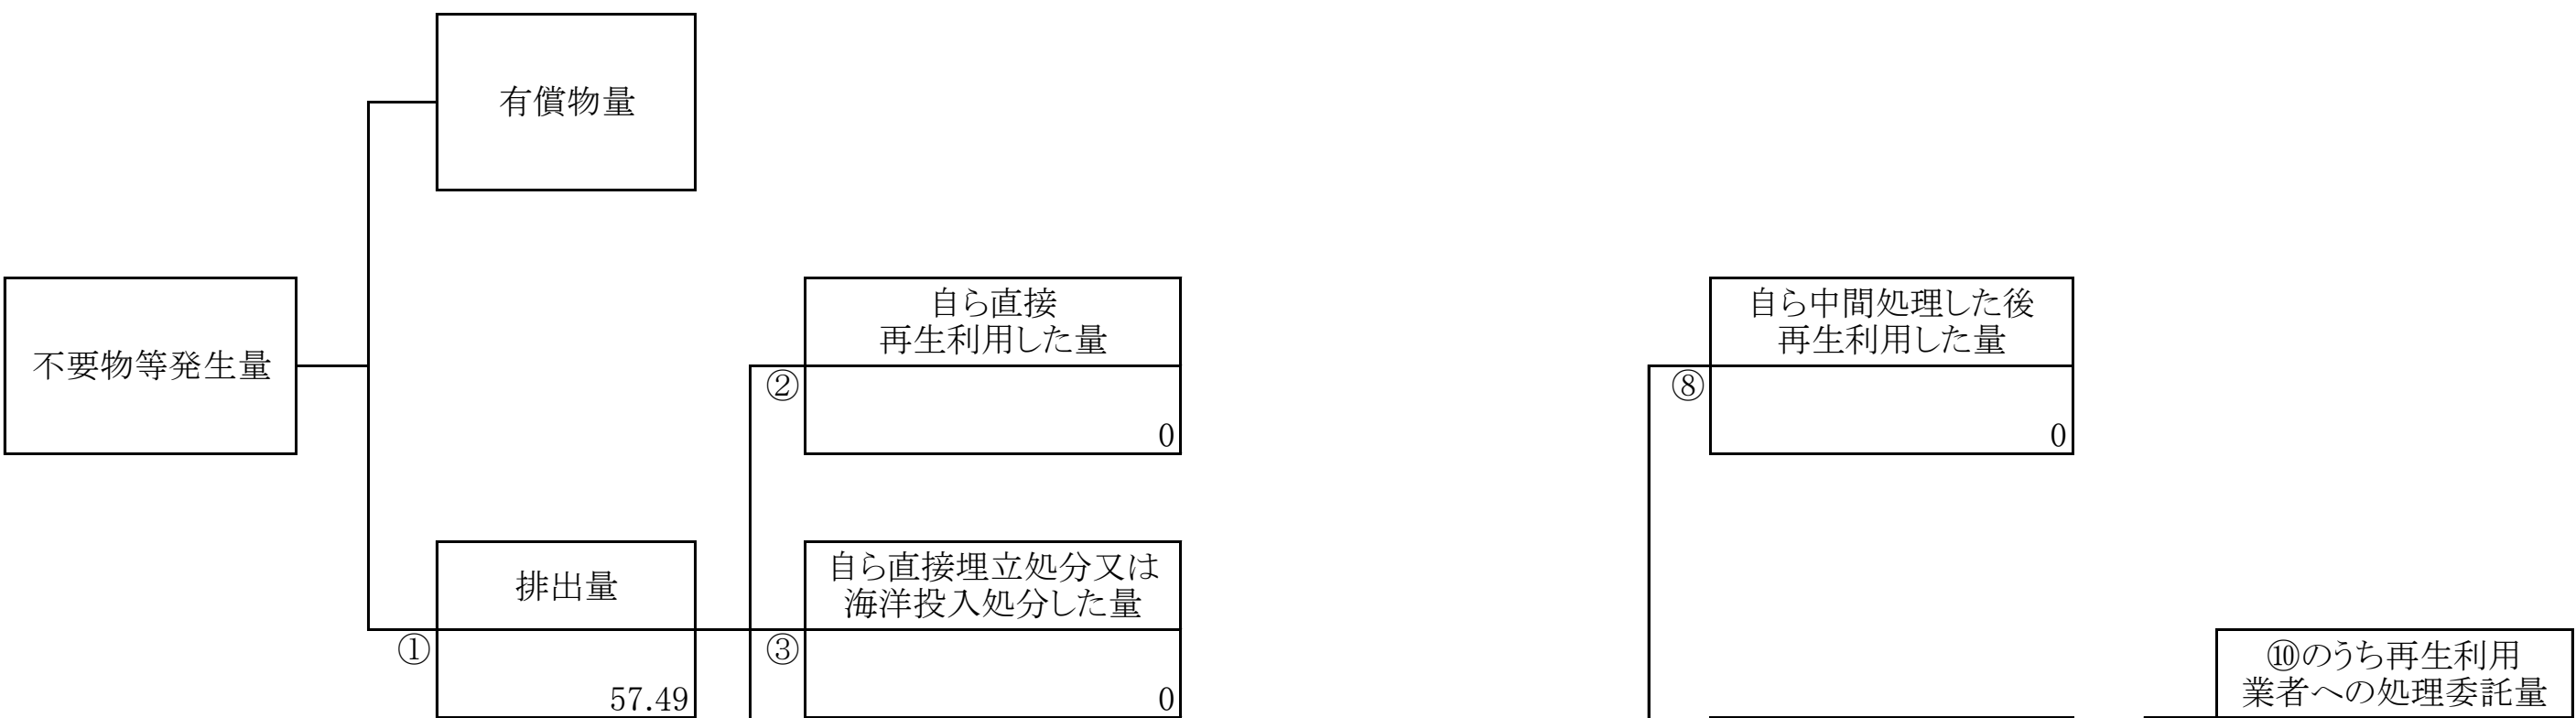 有償物量
不要物等発生量
自ら直接
再生利用した量
②
0
自ら中間処理した後
再生利用した量
⑧
0
排出量
①
57.49
自ら直接埋立処分又は
海洋投入処分した量
③
0
⑩のうち再生利用
業者への処理委託量